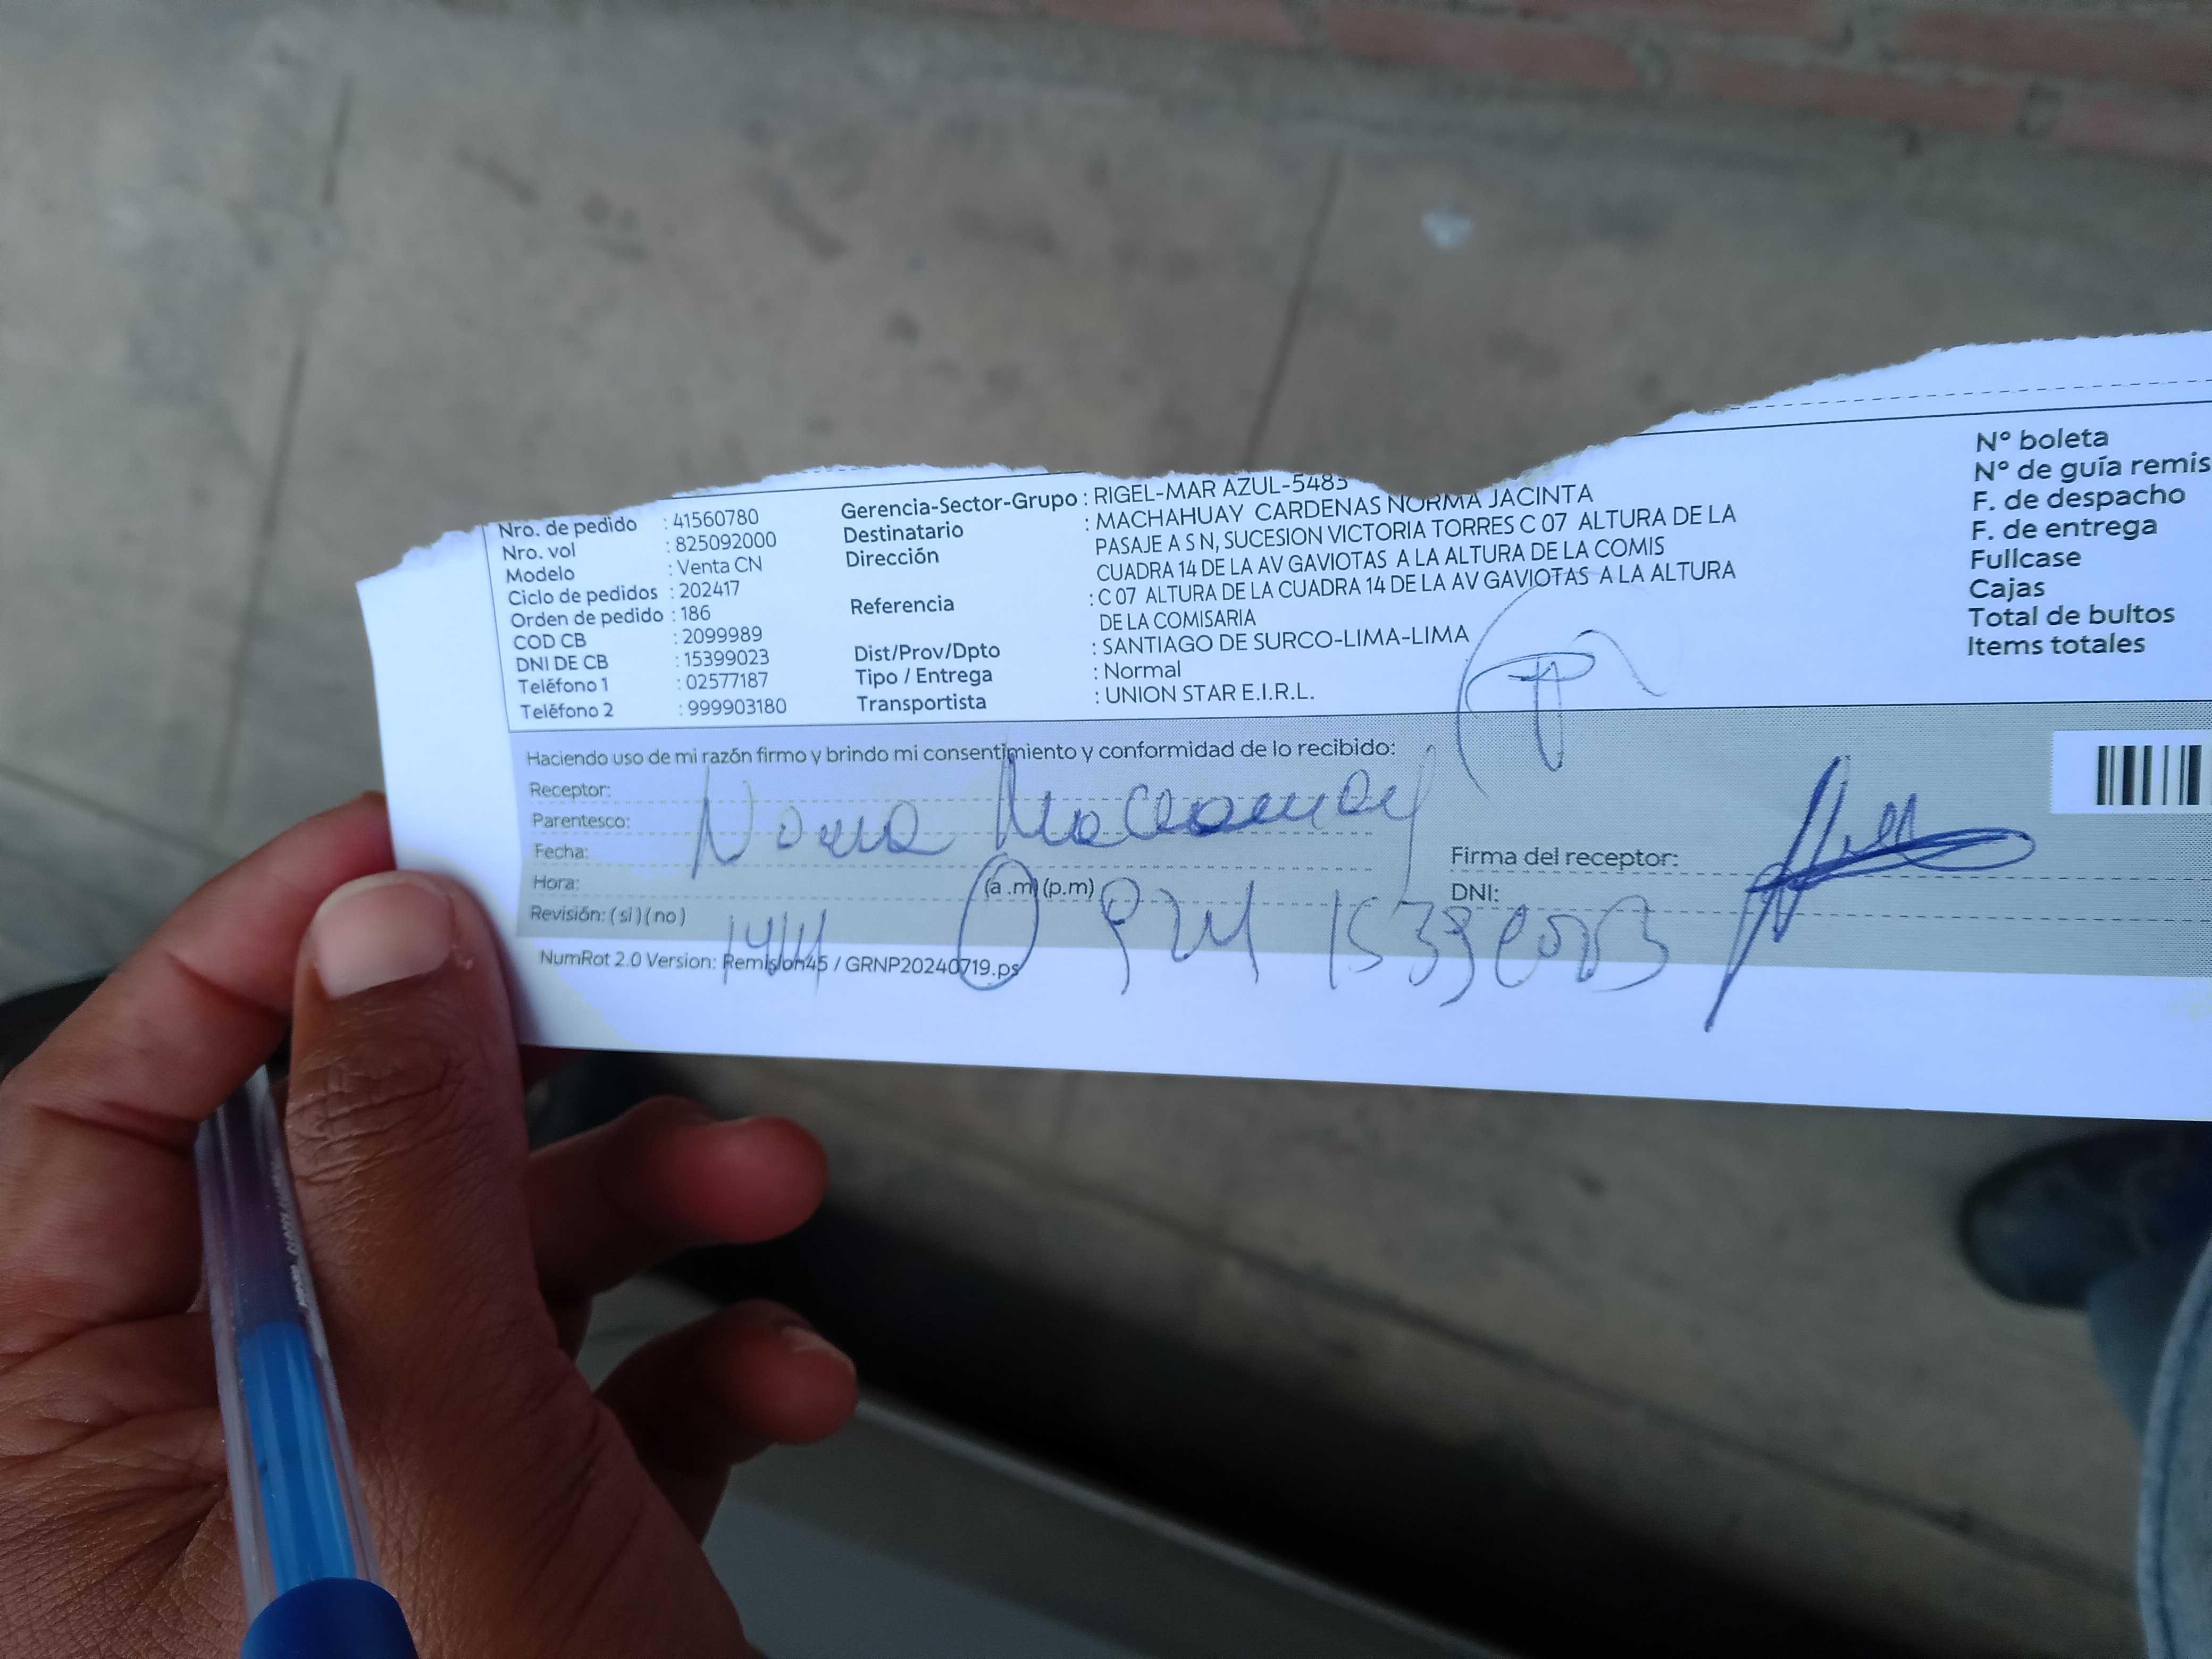 Nro. de pedido : 41560780
Nro. vol : 825092000
Modelo : Venta CN
Ciclo de pedidos : 202417
Orden de pedido : 186
COD CB : 2099989
DNI DE CB : 15399023
Teléfono 1 : 02577187
Teléfono 2 : 999903180
Gerencia-Sector-Grupo : RIGEL-MAR AZUL-5483
Destinatario : MACHAHUAY CARDENAS NORMA JACINTA
Dirección PASAJE A S N, SUCESION VICTORIA TORRES C 07 ALTURA DE LA
CUADRA 14 DE LA AV GAVIOTAS A LA ALTURA DE LA COMIS
Referencia : C 07 ALTURA DE LA CUADRA 14 DE LA AV GAVIOTAS A LA ALTURA
DE LA COMISARIA
Dist/Prov/Dpto : SANTIAGO DE SURCO-LIMA-LIMA
Tipo / Entrega : Normal
Transportista : UNION STAR E.I.R.L.
N° boleta
N° de guía remis
F. de despacho
F. de entrega
Fullcase
Cajas
Total de bultos
Items totales
Haciendo uso de mi razón firmo y brindo mi consentimiento y conformidad de lo recibido:
Receptor:
Parentesco:
Fecha:
Hora: (a .m) (p.m)
Revisión: ( si ) ( no )
Firma del receptor:
DNI:
NumRot 2.0 Version: Remision45 / GRNP20240719.ps